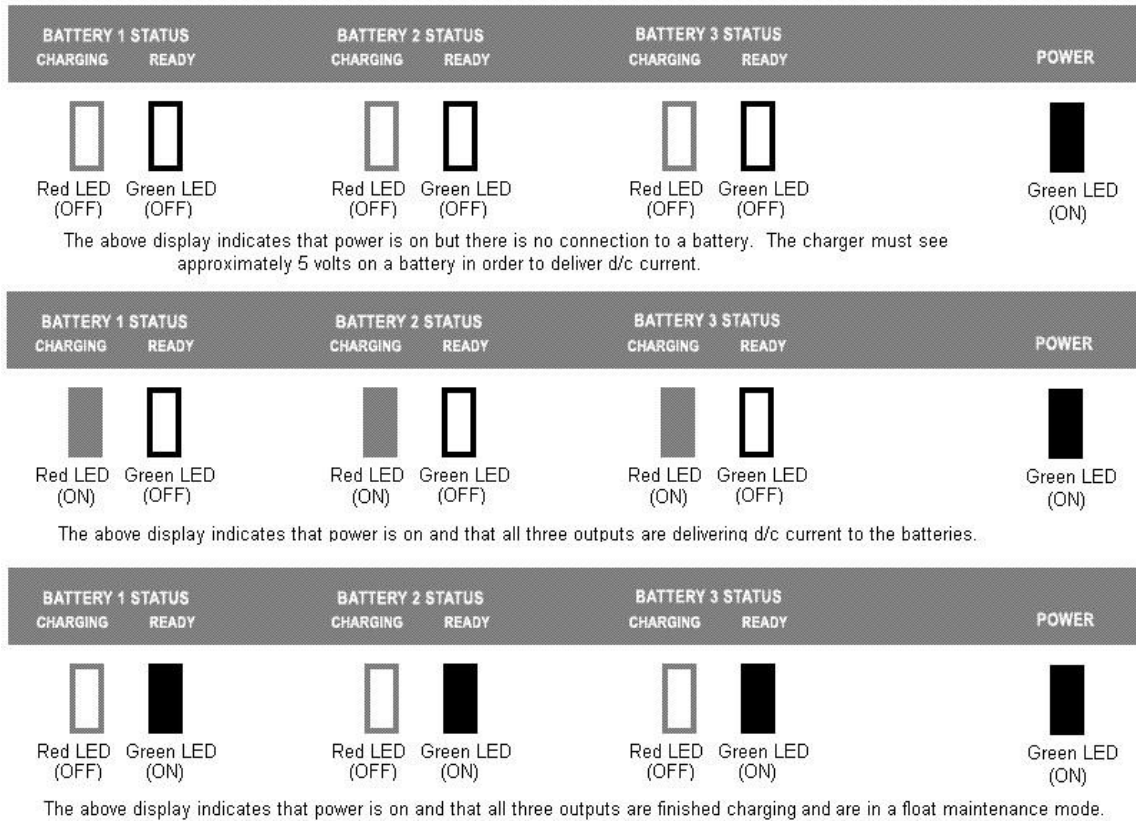 BATTERY 1 STATUS BATTERY 2 STATUS BATTERY 3 STATUS
CHARGING READY CHARGING READY CHARGING READY POWER
Red LED Green LED Red LED Green LED Red LED Green LED Green LED
(OFF) (OFF) (OFF) (OFF) (OFF) (OFF) (ON)
The above display indicates that power is on but there is no connection to a battery. The charger must see
approximately 5 volts on a battery in order to deliver d/c current.
BATTERY 1 STATUS BATTERY 2 STATUS BATTERY 3 STATUS
CHARGING READY CHARGING READY CHARGING READY POWER
Red LED Green LED Red LED Green LED Red LED Green LED Green LED
(ON) (OFF) (ON) (OFF) (ON) (OFF) (ON)
The above display indicates that power is on and that all three outputs are delivering d/c current to the batteries.
BATTERY 1 STATUS BATTERY 2 STATUS BATTERY 3 STATUS
CHARGING READY CHARGING READY CHARGING READY POWER
Red LED Green LED Red LED Green LED Red LED Green LED Green LED
(OFF) (ON) (OFF) (ON) (OFF) (ON) (ON)
The above display indicates that power is on and that all three outputs are finished charging and are in a float maintenance mode.